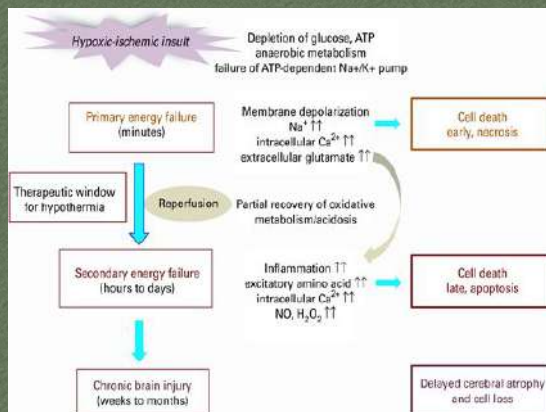 Hypoxic-ischemic insult
Depletion of glucose, ATP
anaerobic metabolism
failure of ATP-dependent Na+/K+ pump
Primary energy failure
(minutes)
Membrane depolarization
Na⁺ ↑↑
intracellular Ca²⁺ ↑↑
extracellular glutamate ↑↑
Cell death
early, necrosis
Therapeutic window
for hypothermia
Reperfusion
Partial recovery of oxidative
metabolism/acidosis
Secondary energy failure
(hours to days)
Inflammation ↑↑
excitatory amino acid ↑↑
intracellular Ca²⁺ ↑↑
NO, H₂O₂ ↑↑
Cell death
late, apoptosis
Chronic brain injury
(weeks to months)
Delayed cerebral atrophy
and cell loss